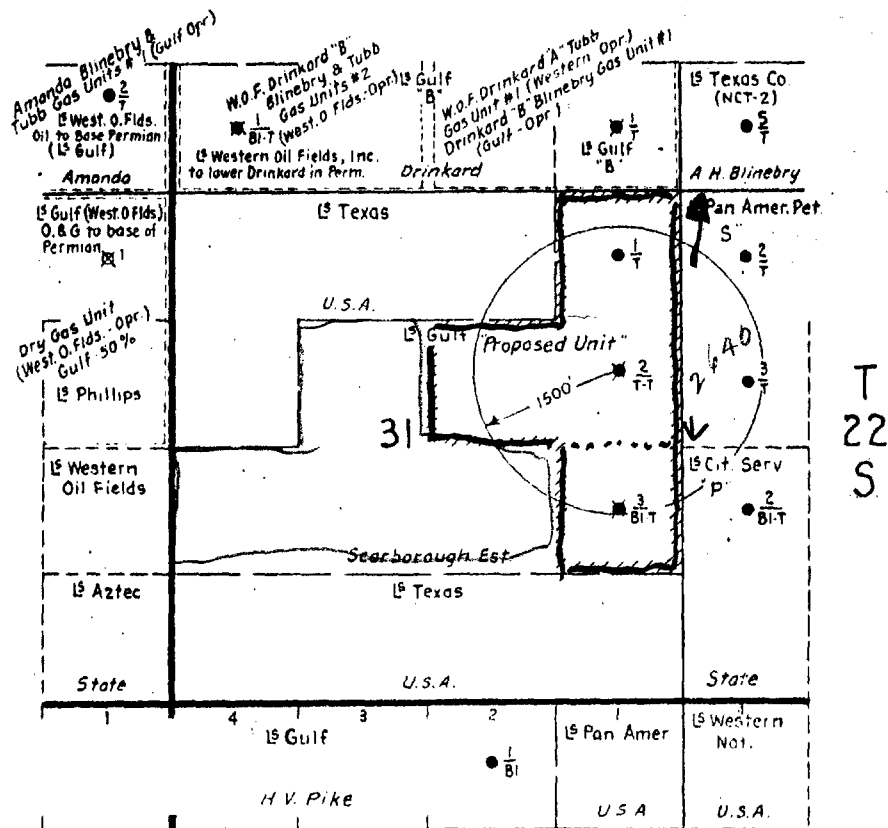 Amanda Blinebry &
Tubb Gas Units #1 (Gulf Opr)
2
T
Ls West. O. Flds.
Oil to Base Permian
(Ls Gulf)
Amanda
W.O.F. Drinkard "B"
Blinebry & Tubb
Gas Units #2
(West. O Flds.-Opr.)
1
Bl-T
Ls Western Oil Fields, Inc.
to lower Drinkard in Perm.
Ls Gulf
"B"
Drinkard
W.O.F. Drinkard "A" Tubb
Gas Unit #1 (Western Opr.)
Drinkard "B" Blinebry Gas Unit #1
(Gulf-Opr)
1
T
Ls Gulf
"B"
Ls Texas Co.
(NCT-2)
5
T
A H. Blinebry
Ls Gulf (West. O Flds)
O. & G to base of
Permian
1
Ls Texas
U.S.A.
1
T
Ls Pan Amer. Pet.
S"
2
T
Dry Gas Unit
(West. O. Flds.-Opr.)
Gulf 50%
Ls Phillips
Ls Gulf
"Proposed Unit"
2
T-T
1500'
2640
3
T
T
22
S
31
Ls Western
Oil Fields
Scarborough Est
3
Bl-T
Ls Cit. Serv
"P"
2
Bl-T
Ls Aztec
State
Ls Texas
U.S.A.
State
1
4
3
2
1
Ls Gulf
1
Bl
H V. Pike
Ls Pan Amer
U S A
Ls Western
Nat.
U.S.A.